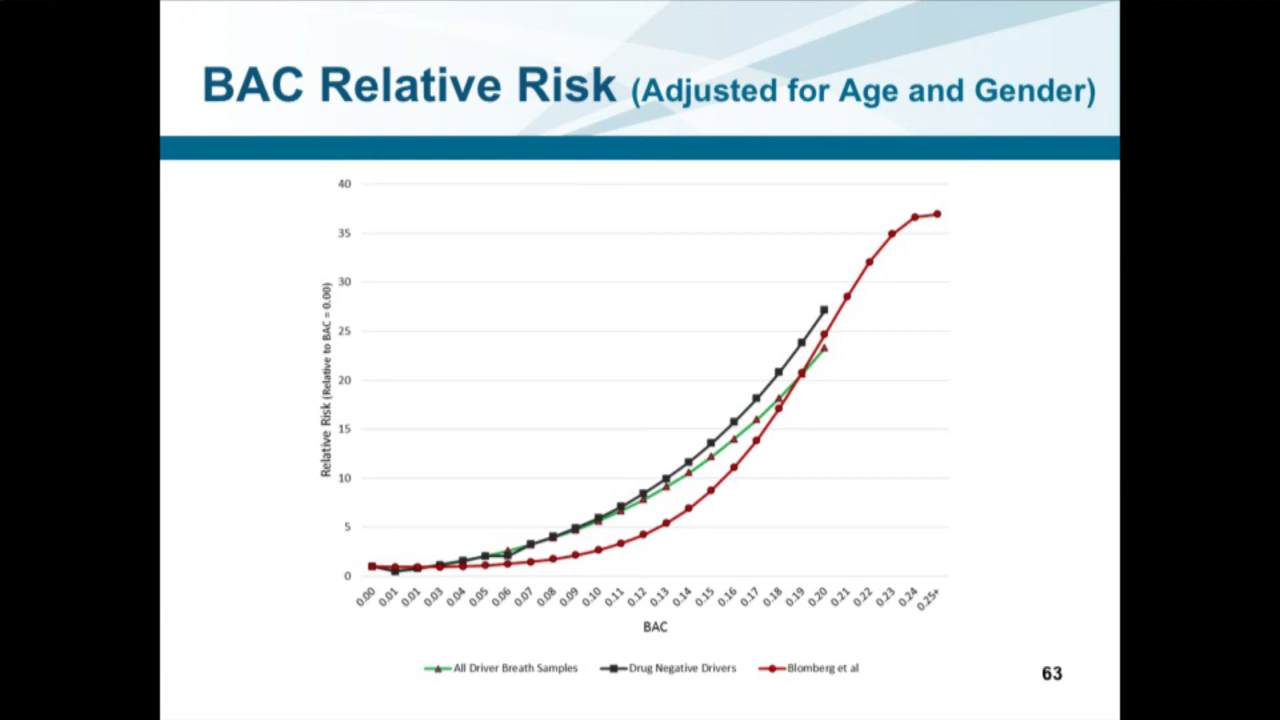 BAC Relative Risk (Adjusted for Age and Gender)
40
35
30
25
20
15
10
5
0
Relative Risk (Relative to BAC = 0.00)
0.00 0.01 0.01 0.03 0.04 0.05 0.06 0.07 0.08 0.09 0.10 0.11 0.12 0.13 0.14 0.15 0.16 0.17 0.18 0.19 0.20 0.21 0.22 0.23 0.24 0.25+
BAC
All Driver Breath Samples Drug Negative Drivers Blomberg et al
63